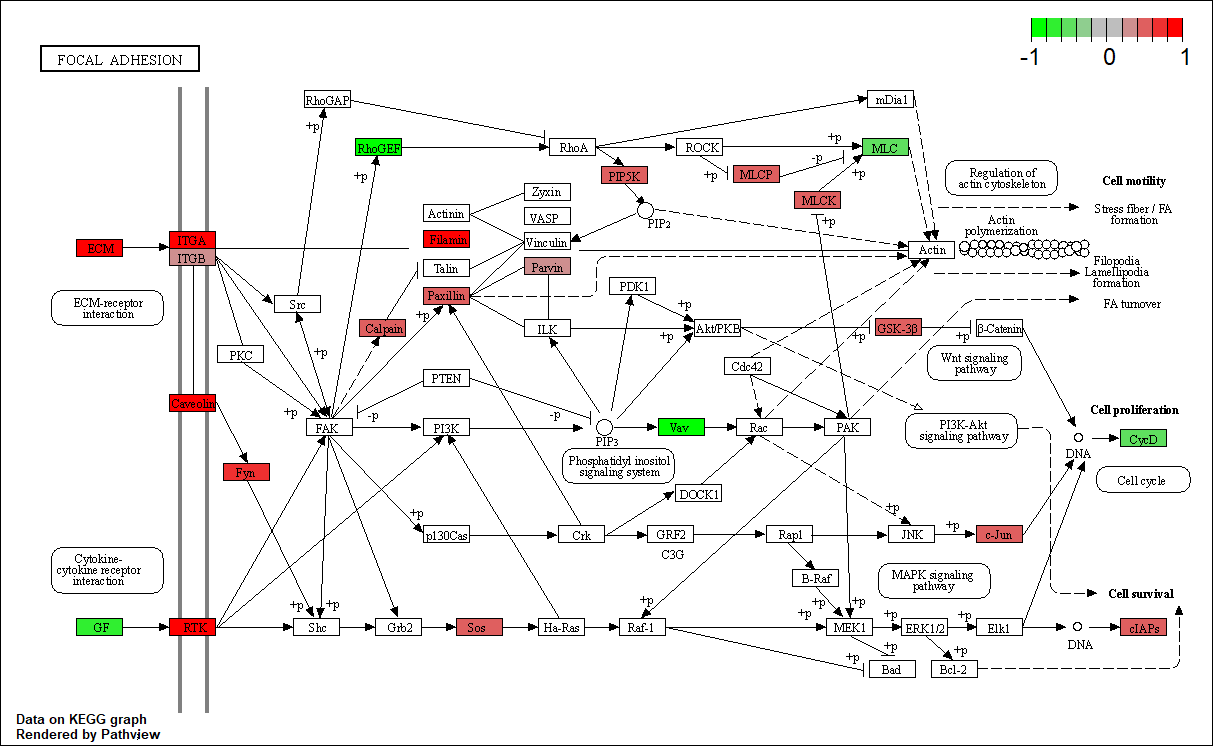 -1 0 1
FOCAL ADHESION
RhoGAP
mDia1
+p
RhoGEF
RhoA
ROCK
+p
MLC
+p
+p
-p
+p
PIP5K
MLCP
MLCK
+p
Regulation of
actin cytoskeleton
Cell motility
Zyxin
Actinin
VASP
PIP2
Stress fiber / FA
formation
Actin
polymerization
ECM
ITGA
ITGB
Filamin
Vinculin
Actin
Talin
Parvin
Filopodia
Lamellipodia
formation
ECM-receptor
interaction
Src
Paxillin
PDK1
+p
FA turnover
Calpain
+p
ILK
+p
Akt/PKB
GSK-3β
+p
β-Catenin
PKC
+p
Cdc42
Wnt signaling
pathway
PTEN
Caveolin
+p
-p
-p
Cell proliferation
FAK
PI3K
PIP3
Vav
Rac
PAK
PI3K-Akt
signaling pathway
DNA
CycD
Fyn
Phosphatidyl inositol
signaling system
Cell cycle
DOCK1
+p
+p
p130Cas
Crk
GRF2
C3G
Rap1
JNK
+p
c-Jun
Cytokine-
cytokine receptor
interaction
B-Raf
MAPK signaling
pathway
+p
+p
+p
+p
+p
Cell survival
+p
+p
+p
GF
RTK
Shc
Grb2
Sos
Ha-Ras
Raf-1
MEK1
ERK1/2
Elk1
DNA
cIAPs
+p
+p
+p
Bad
Bcl-2
Data on KEGG graph
Rendered by Pathview